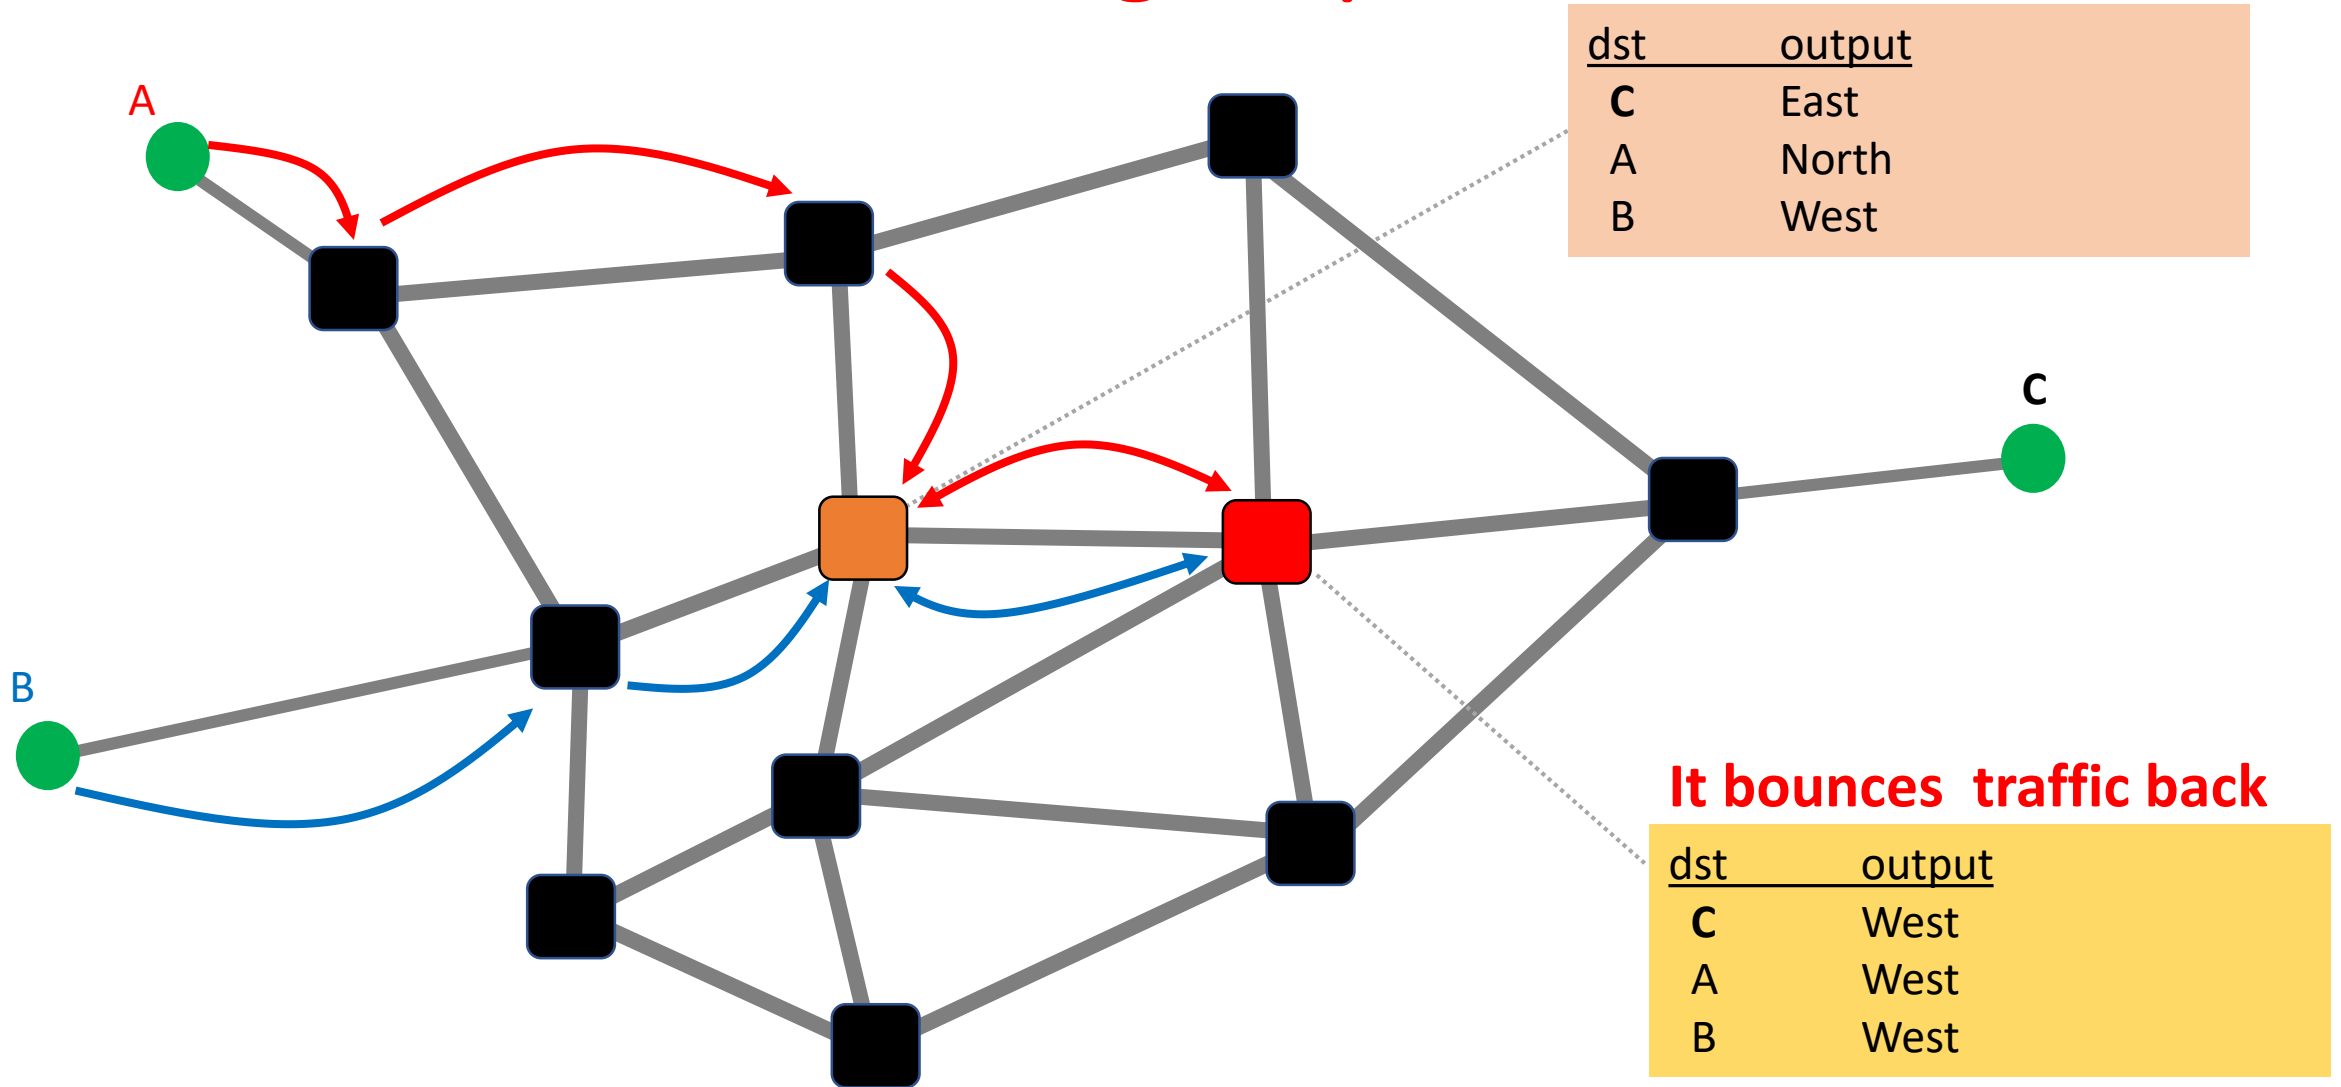 dst output
C East
A North
B West
A
C
B
It bounces traffic back
dst output
C West
A West
B West